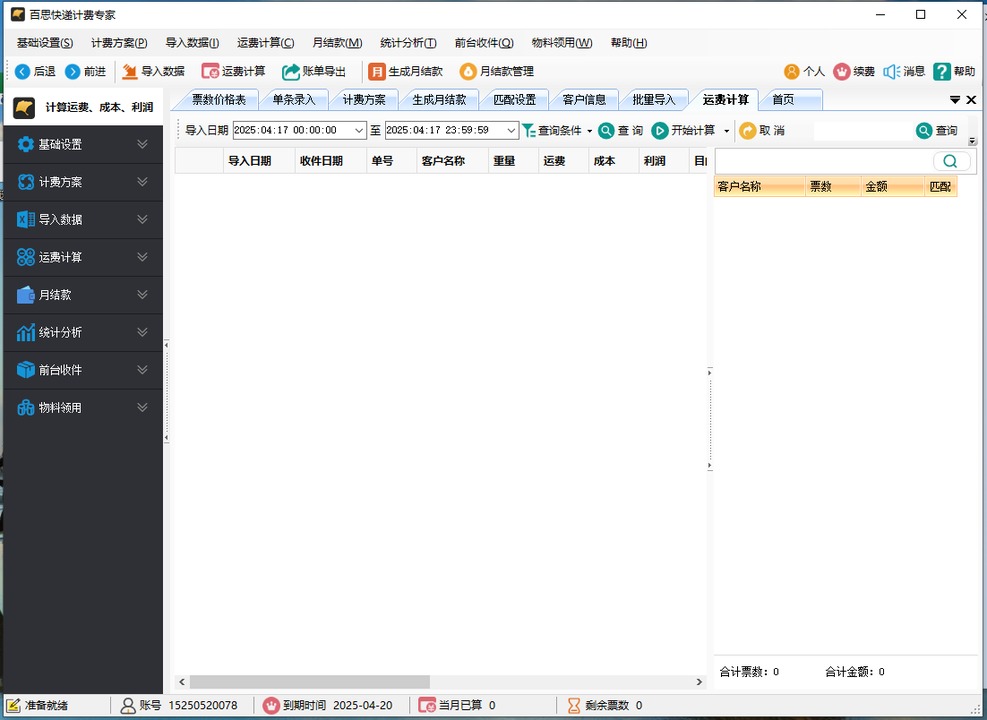 百思快递计费专家
基础设置(S) 计费方案(P) 导入数据(I) 运费计算(C) 月结款(M) 统计分析(T) 前台收件(Q) 物料领用(W) 帮助(H)
后退 前进 导入数据 运费计算 账单导出 月 生成月结款 月结款管理 个人 续费 消息 ? 帮助
计算运费、成本、利润
票数价格表 单条录入 计费方案 生成月结款 匹配设置 客户信息 批量导入 运费计算 首页
导入日期 2025:04:17 00:00:00 至 2025:04:17 23:59:59 查询条件 查 询 开始计算 取 消 查询
导入日期 收件日期 单号 客户名称 重量 运费 成本 利润
客户名称 票数 金额 匹配
基础设置
计费方案
导入数据
运费计算
月结款
统计分析
前台收件
物料领用
合计票数: 0 合计金额: 0
准备就绪 账号 15250520078 到期时间 2025-04-20 当月已算 0 剩余票数 0